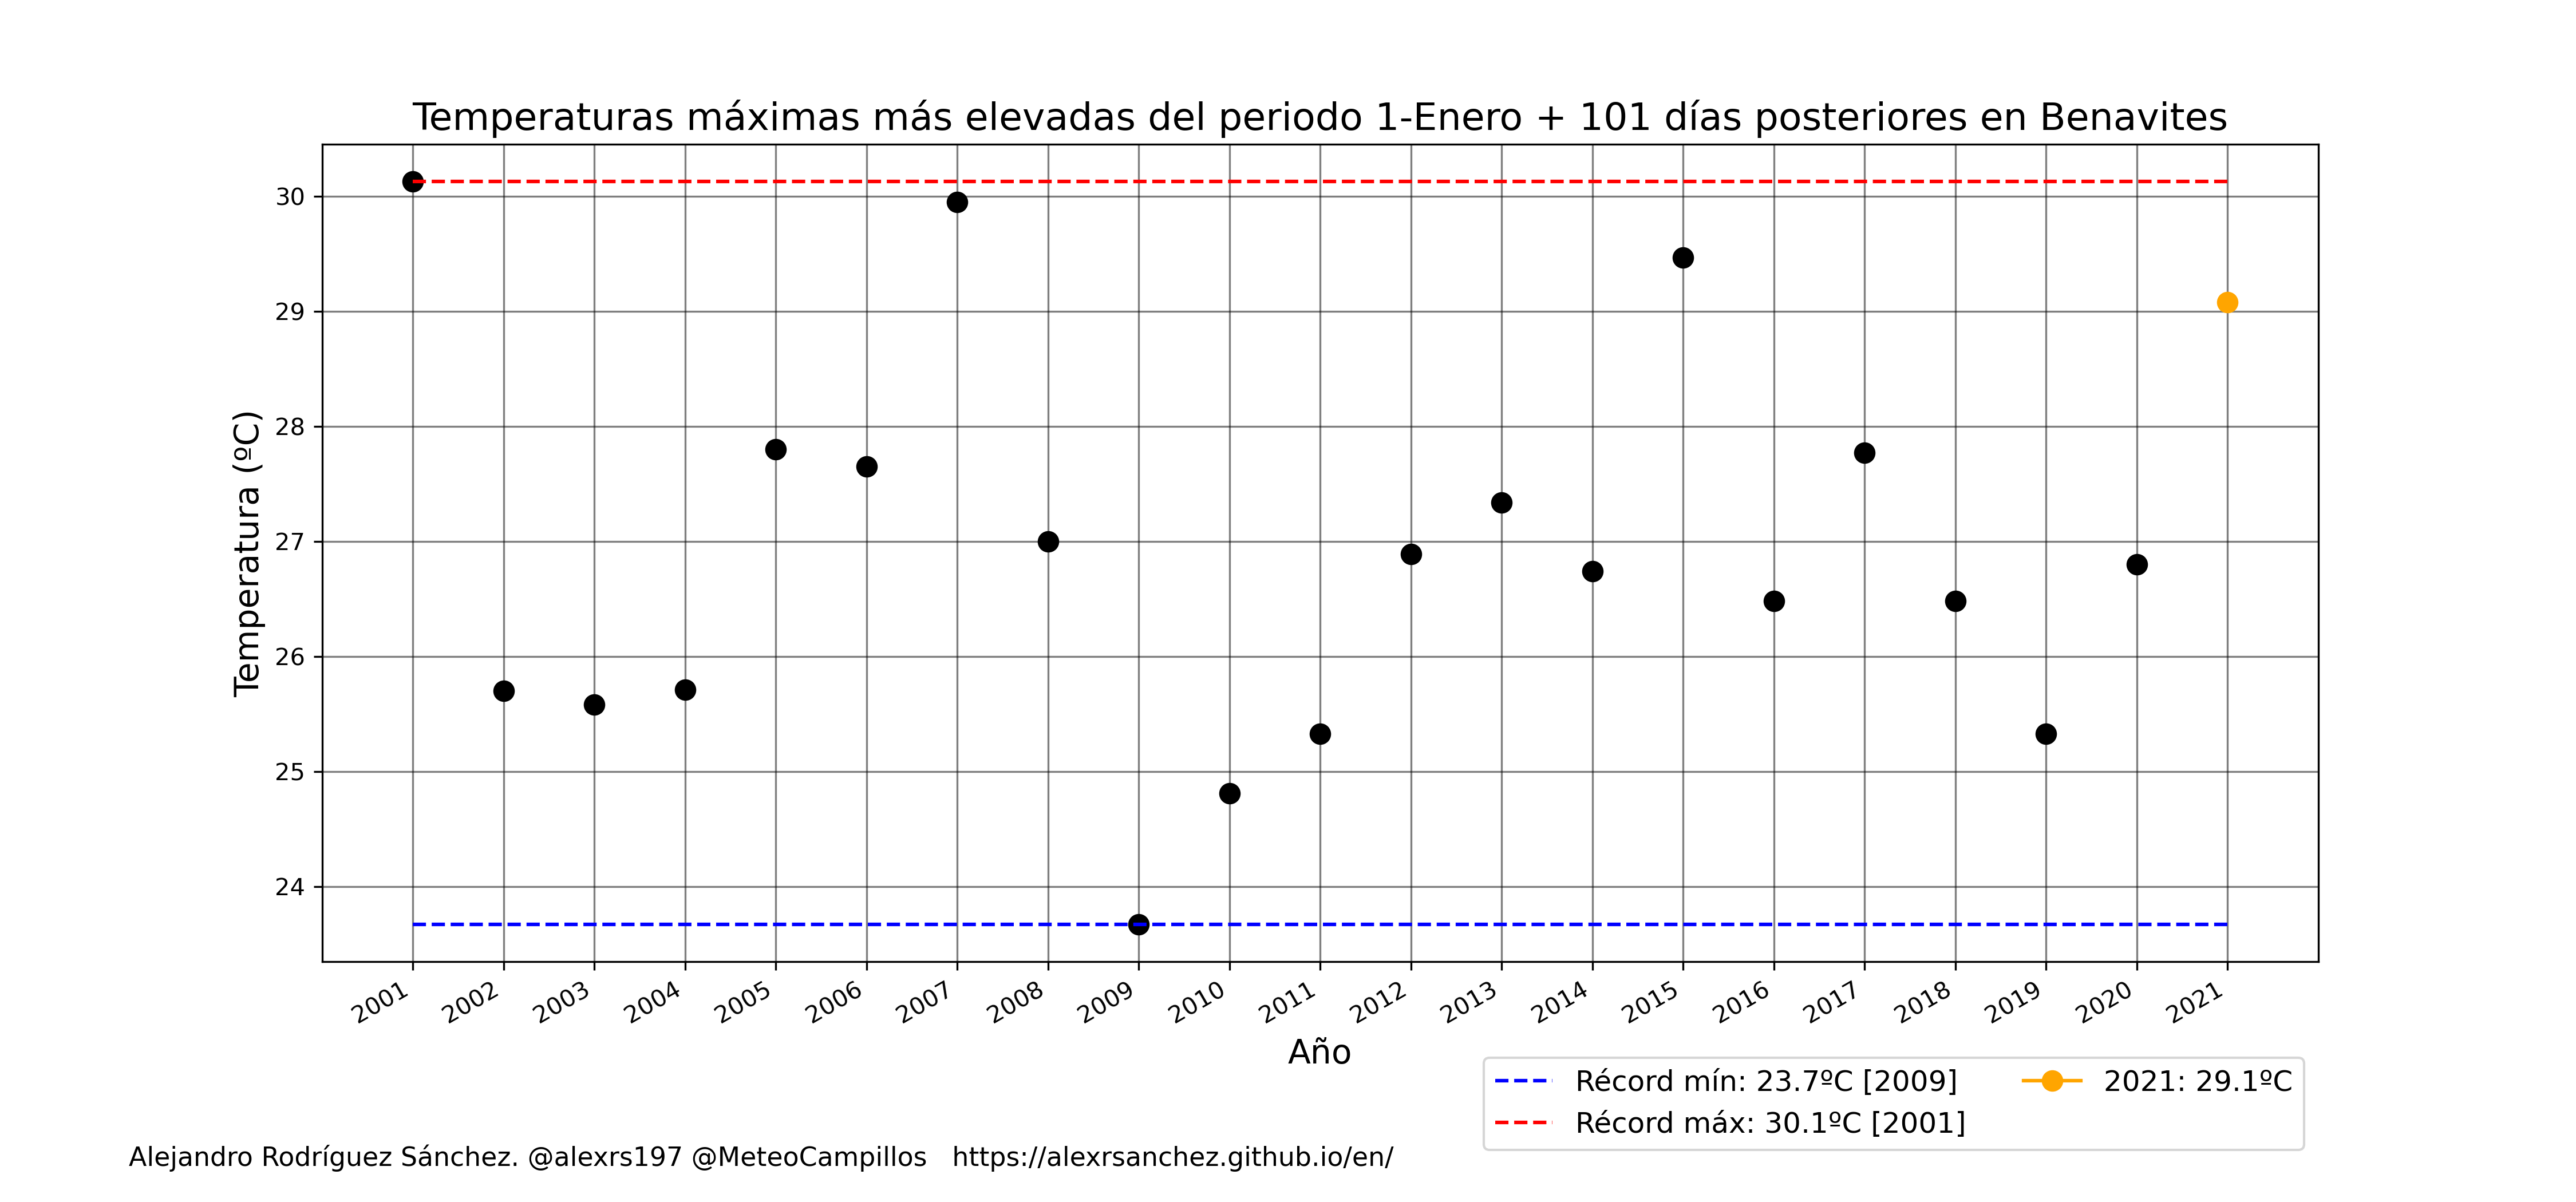 Temperaturas máximas más elevadas del periodo 1-Enero + 101 días posteriores en Benavites
Temperatura (ºC)
30
29
28
27
26
25
24
2001 2002 2003 2004 2005 2006 2007 2008 2009 2010 2011 2012 2013 2014 2015 2016 2017 2018 2019 2020 2021
Año
Récord mín: 23.7ºC [2009]
Récord máx: 30.1ºC [2001]
2021: 29.1ºC
Alejandro Rodríguez Sánchez. @alexrs197 @MeteoCampillos https://alexrsanchez.github.io/en/